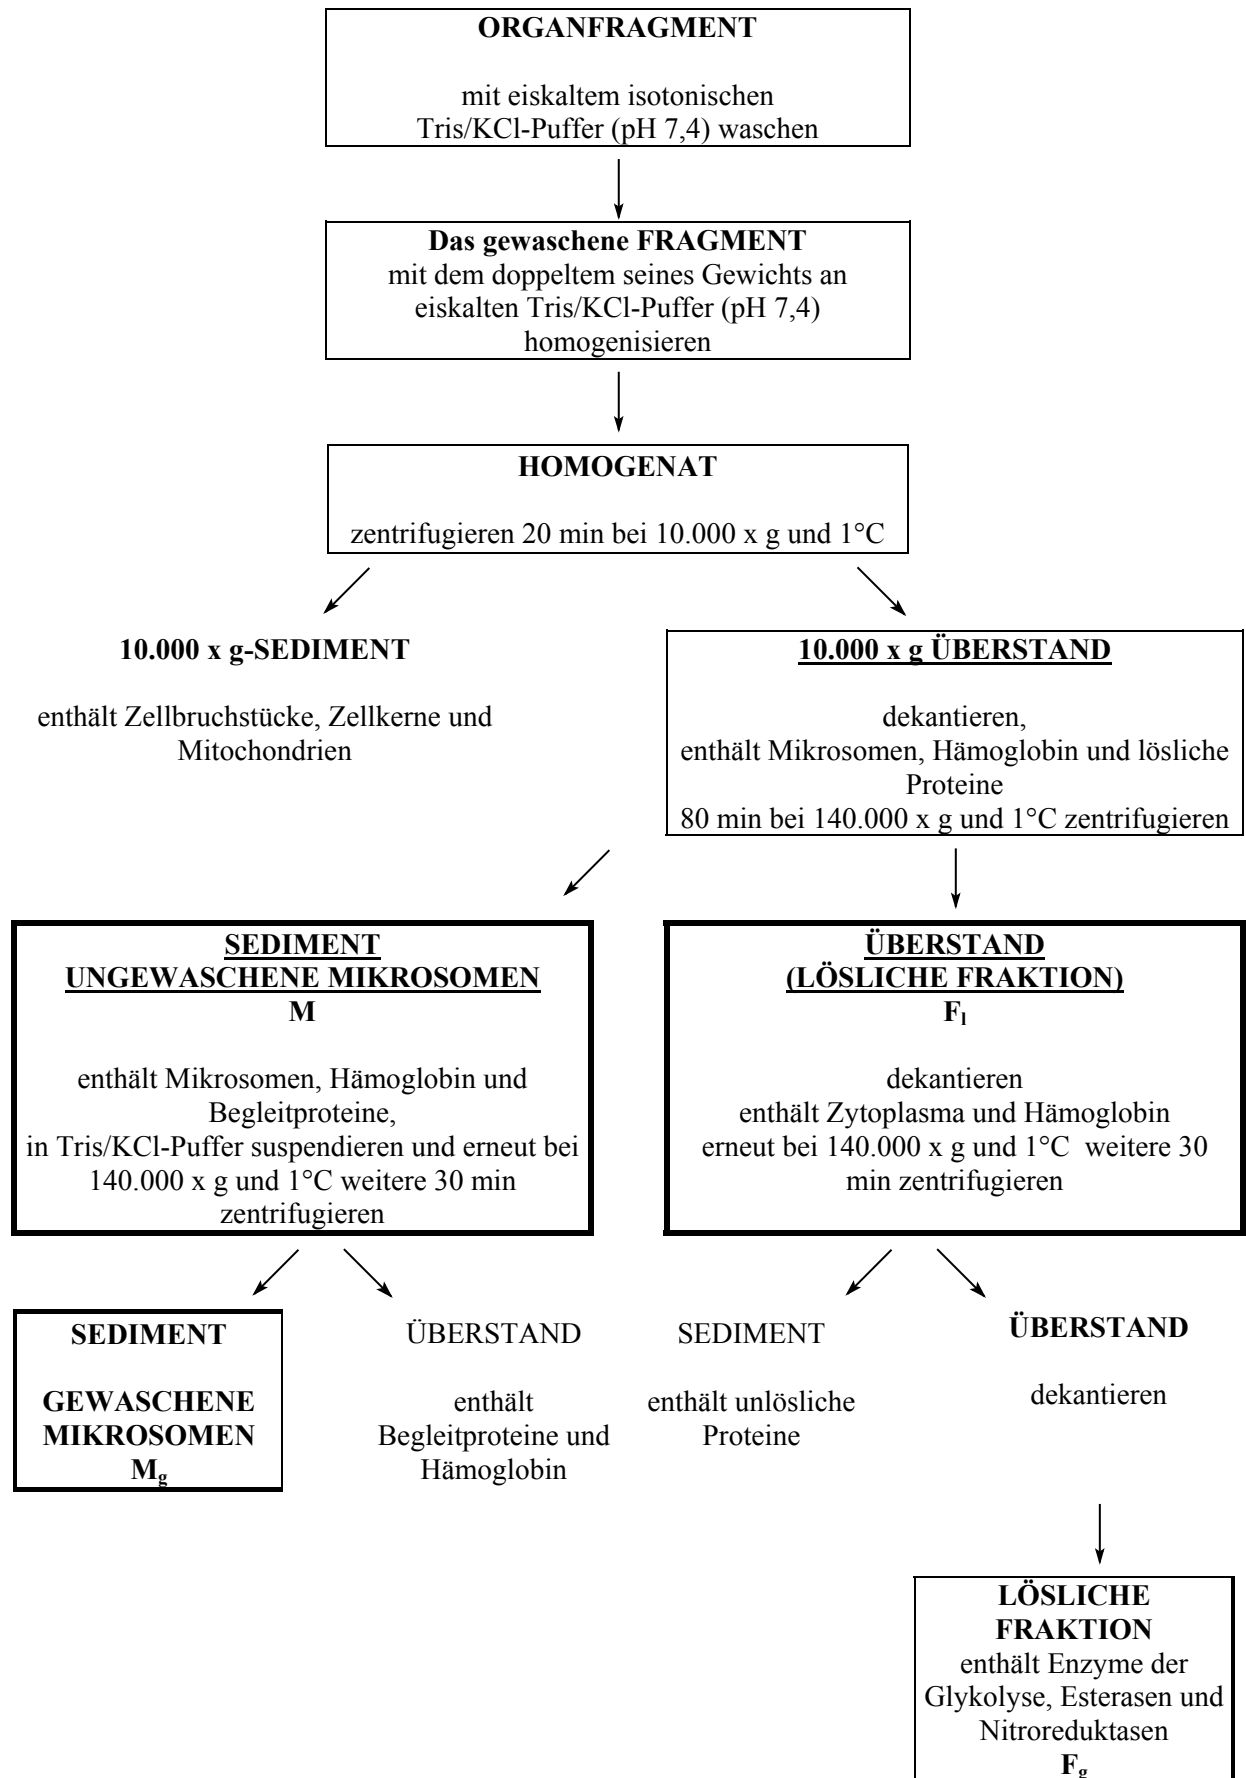 ORGANFRAGMENT
mit eiskaltem isotonischen
Tris/KCl-Puffer (pH 7,4) waschen
Das gewaschene FRAGMENT
mit dem doppeltem seines Gewichts an
eiskalten Tris/KCl-Puffer (pH 7,4)
homogenisieren
HOMOGENAT
zentrifugieren 20 min bei 10.000 x g und 1°C
10.000 x g-SEDIMENT
enthält Zellbruchstücke, Zellkerne und
Mitochondrien
10.000 x g ÜBERSTAND
dekantieren,
enthält Mikrosomen, Hämoglobin und lösliche
Proteine
80 min bei 140.000 x g und 1°C zentrifugieren
SEDIMENT
UNGEWASCHENE MIKROSOMEN
M
enthält Mikrosomen, Hämoglobin und
Begleitproteine,
in Tris/KCl-Puffer suspendieren und erneut bei
140.000 x g und 1°C weitere 30 min
zentrifugieren
ÜBERSTAND
(LÖSLICHE FRAKTION)
Fl
dekantieren
enthält Zytoplasma und Hämoglobin
erneut bei 140.000 x g und 1°C weitere 30
min zentrifugieren
SEDIMENT
GEWASCHENE
MIKROSOMEN
Mg
ÜBERSTAND
enthält
Begleitproteine und
Hämoglobin
SEDIMENT
enthält unlösliche
Proteine
ÜBERSTAND
dekantieren
LÖSLICHE
FRAKTION
enthält Enzyme der
Glykolyse, Esterasen und
Nitroreduktasen
Fg